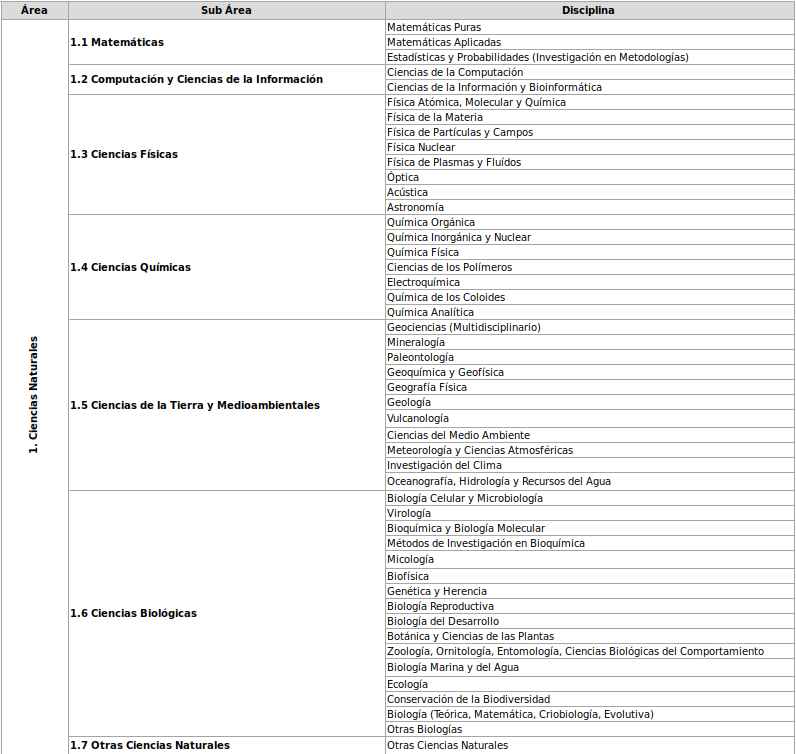 Área Sub Área Disciplina
1. Ciencias Naturales
1.1 Matemáticas
Matemáticas Puras
Matemáticas Aplicadas
Estadísticas y Probabilidades (Investigación en Metodologías)
1.2 Computación y Ciencias de la Información
Ciencias de la Computación
Ciencias de la Información y Bioinformática
1.3 Ciencias Físicas
Física Atómica, Molecular y Química
Física de la Materia
Física de Partículas y Campos
Física Nuclear
Física de Plasmas y Fluídos
Óptica
Acústica
Astronomía
1.4 Ciencias Químicas
Química Orgánica
Química Inorgánica y Nuclear
Química Física
Ciencias de los Polímeros
Electroquímica
Química de los Coloides
Química Analítica
1.5 Ciencias de la Tierra y Medioambientales
Geociencias (Multidisciplinario)
Mineralogía
Paleontología
Geoquímica y Geofísica
Geografía Física
Geología
Vulcanología
Ciencias del Medio Ambiente
Meteorología y Ciencias Atmosféricas
Investigación del Clima
Oceanografía, Hidrología y Recursos del Agua
1.6 Ciencias Biológicas
Biología Celular y Microbiología
Virología
Bioquímica y Biología Molecular
Métodos de Investigación en Bioquímica
Micología
Biofísica
Genética y Herencia
Biología Reproductiva
Biología del Desarrollo
Botánica y Ciencias de las Plantas
Zoología, Ornitología, Entomología, Ciencias Biológicas del Comportamiento
Biología Marina y del Agua
Ecología
Conservación de la Biodiversidad
Biología (Teórica, Matemática, Criobiología, Evolutiva)
Otras Biologías
1.7 Otras Ciencias Naturales
Otras Ciencias Naturales